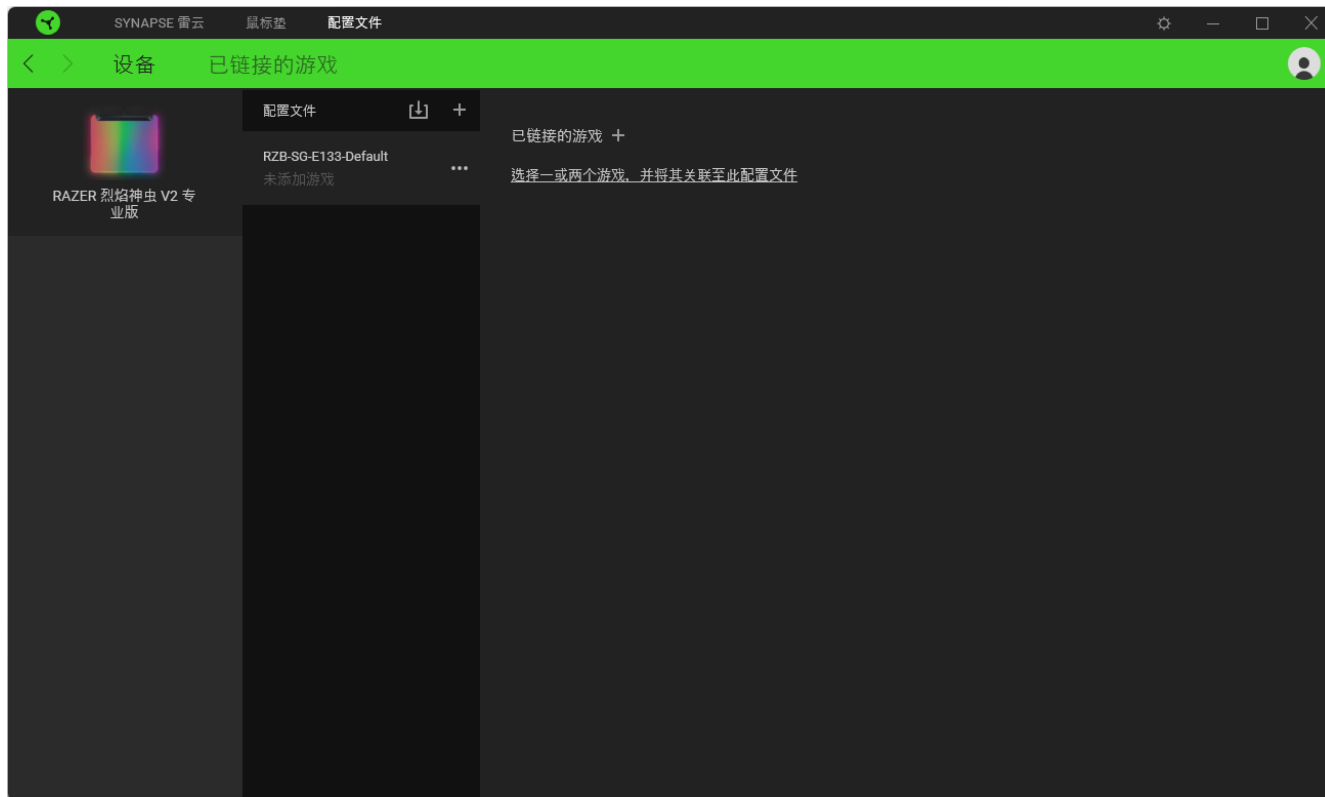 SYNAPSE 雷云 鼠标垫 配置文件
设备 已链接的游戏
RAZER 烈焰神虫 V2 专
业版
配置文件
RZB-SG-E133-Default
未添加游戏
已链接的游戏
选择一或两个游戏，并将其关联至此配置文件